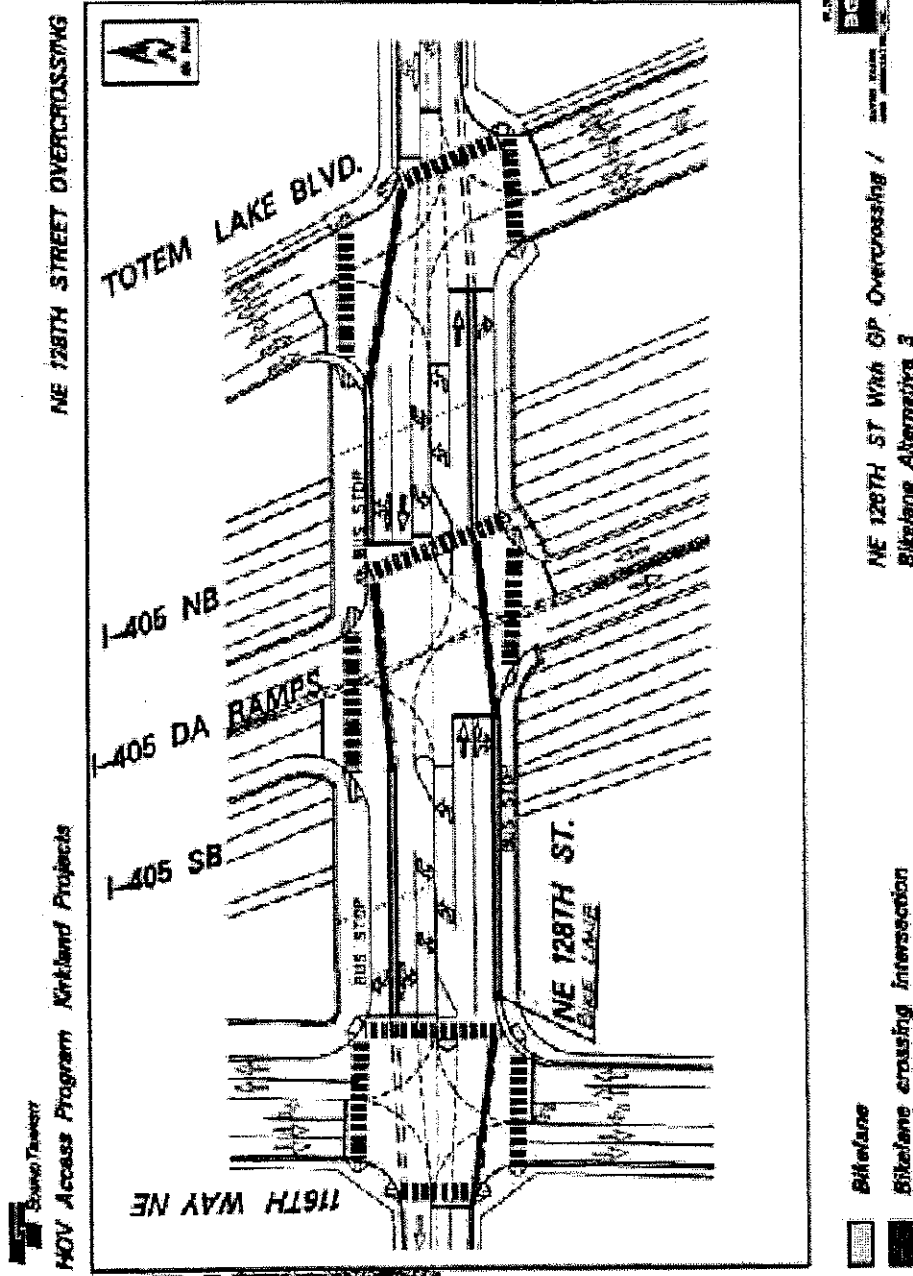 SOUND TRANSIT
HOV Access Program Kirkland Projects
NE 128TH STREET OVERCROSSING
N
TOTEM LAKE BLVD.
I-405 NB
I-405 DA RAMPS
I-405 SB
BUS STOP
BUS STOP
BUS STOP
NE 128TH ST.
BIKE LANE
116TH WAY NE
Bikelane
Bikelane crossing intersection
NE 128TH ST With GP Overcrossing /
Bikelane Alternative 3